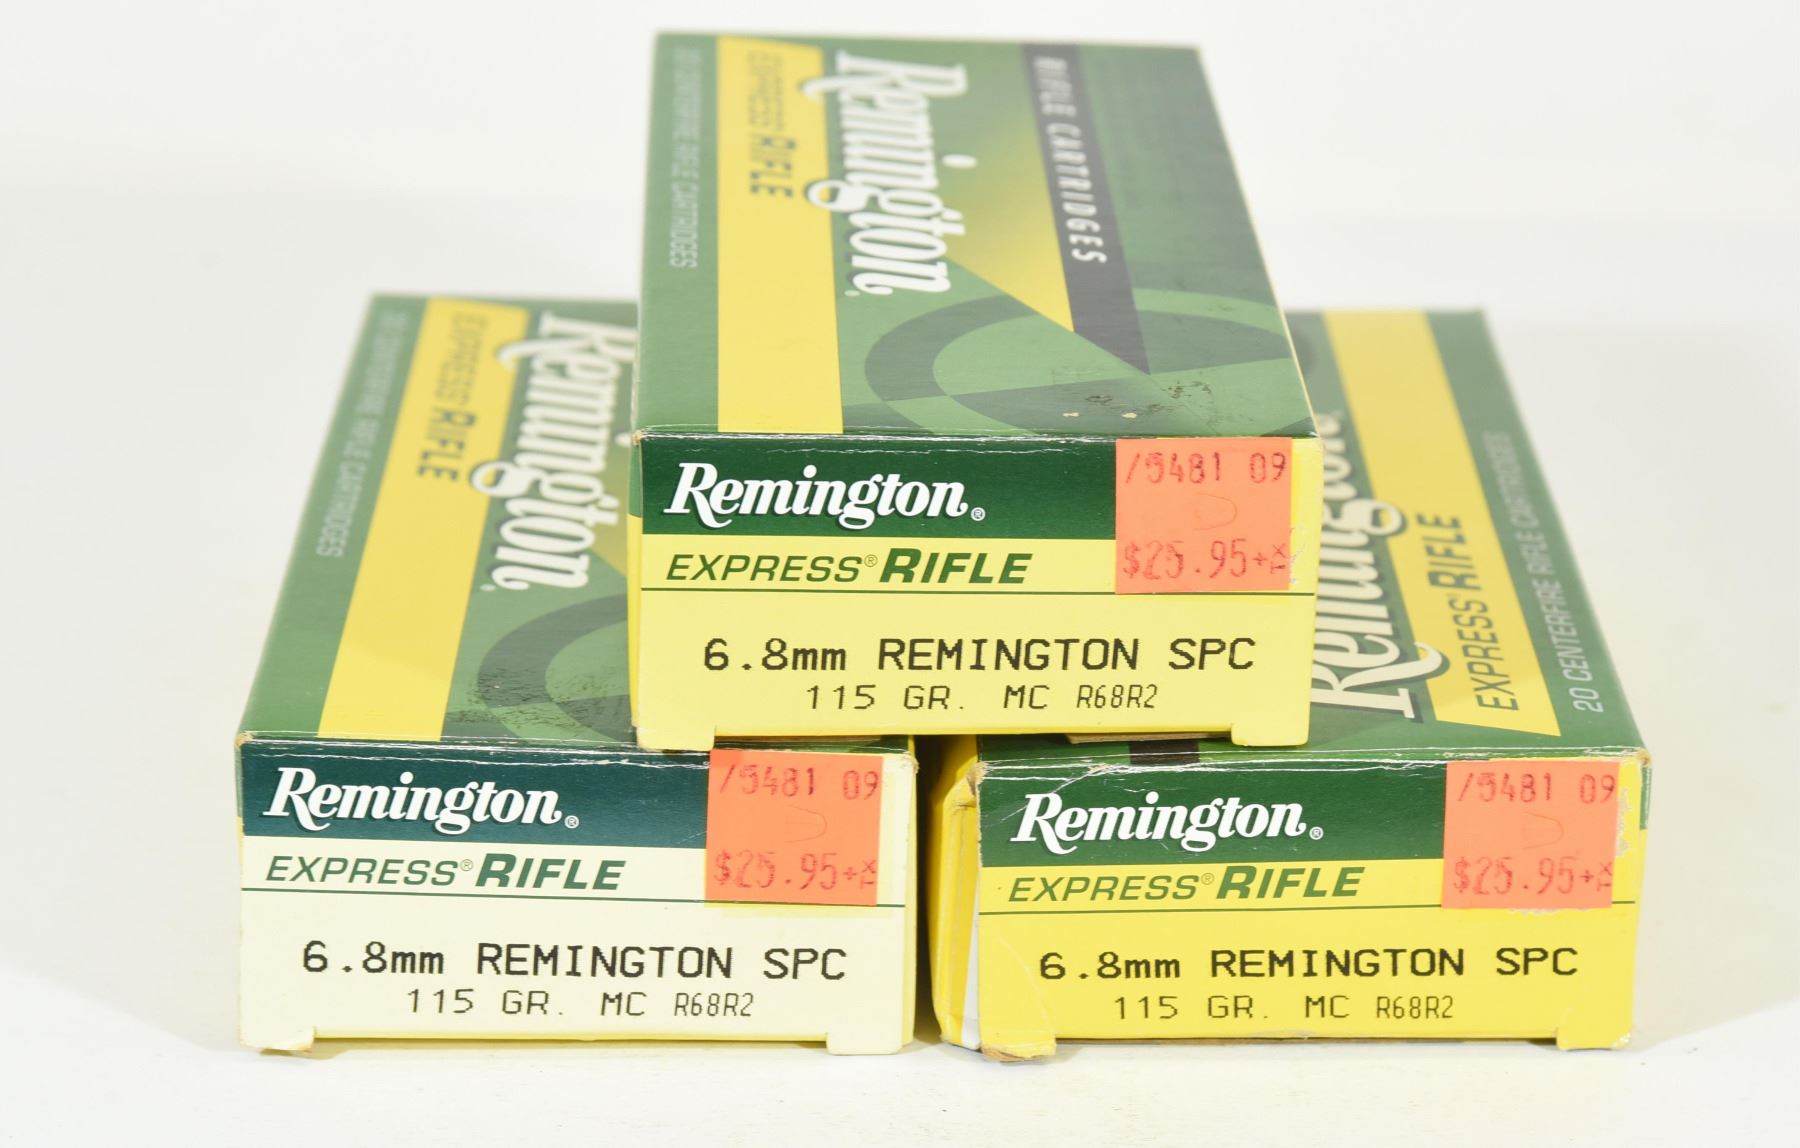 RIFLE CARTRIDGES
Remington
EXPRESS RIFLE
20 CENTERFIRE RIFLE CARTRIDGES
Remington®
EXPRESS® RIFLE
/5481 09
$25.95+
6.8mm REMINGTON SPC
115 GR. MC R68R2
Remington
EXPRESS RIFLE
20 CENTERFIRE RIFLE CARTRIDGES
Remington®
EXPRESS® RIFLE
/5481 09
$25.95+
6.8mm REMINGTON SPC
115 GR. MC R68R2
Remington
EXPRESS RIFLE
20 CENTERFIRE RIFLE CARTRIDGES
Remington®
EXPRESS® RIFLE
/5481 09
$25.95+
6.8mm REMINGTON SPC
115 GR. MC R68R2